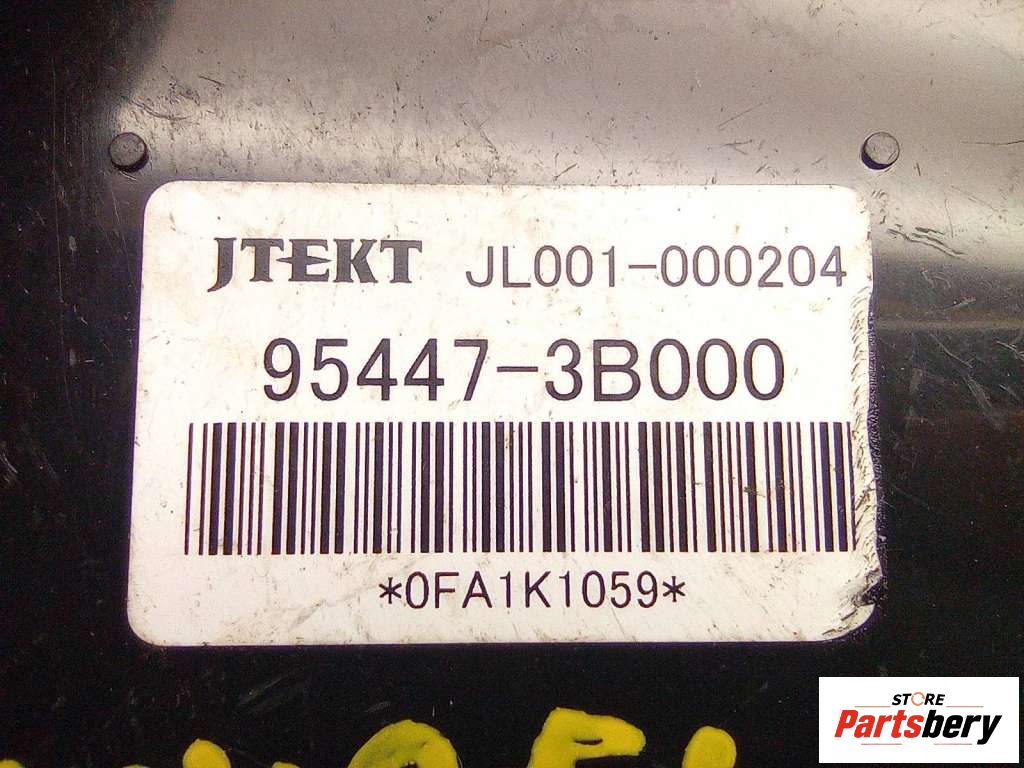 JTEKT JL001-000204
95447-3B000
*0FA1K1059*
STORE
Partsbery